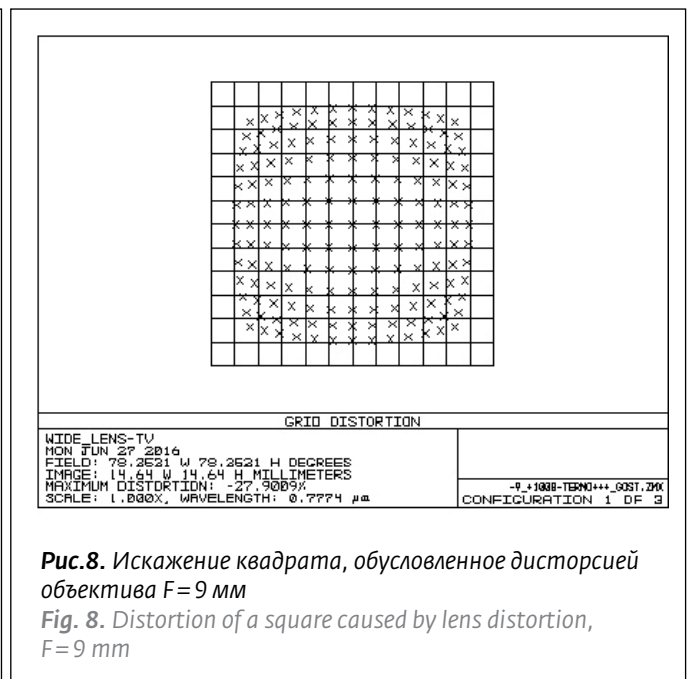 GRID DISTORTION
WIDE_LENS-TV
MON JUN 27 2016
FIELD: 78.2621 W 78.2621 H DEGREES
IMAGE: 14.64 W 14.64 H MILLIMETERS
MAXIMUM DISTORTION: -27.9009%
SCALE: 1.000X, WAVELENGTH: 0.7774 µm
CONFIGURATION 1 OF 3
Рис.8. Искажение квадрата, обусловленное дисторсией
объектива F = 9 мм
Fig. 8. Distortion of a square caused by lens distortion,
F = 9 mm